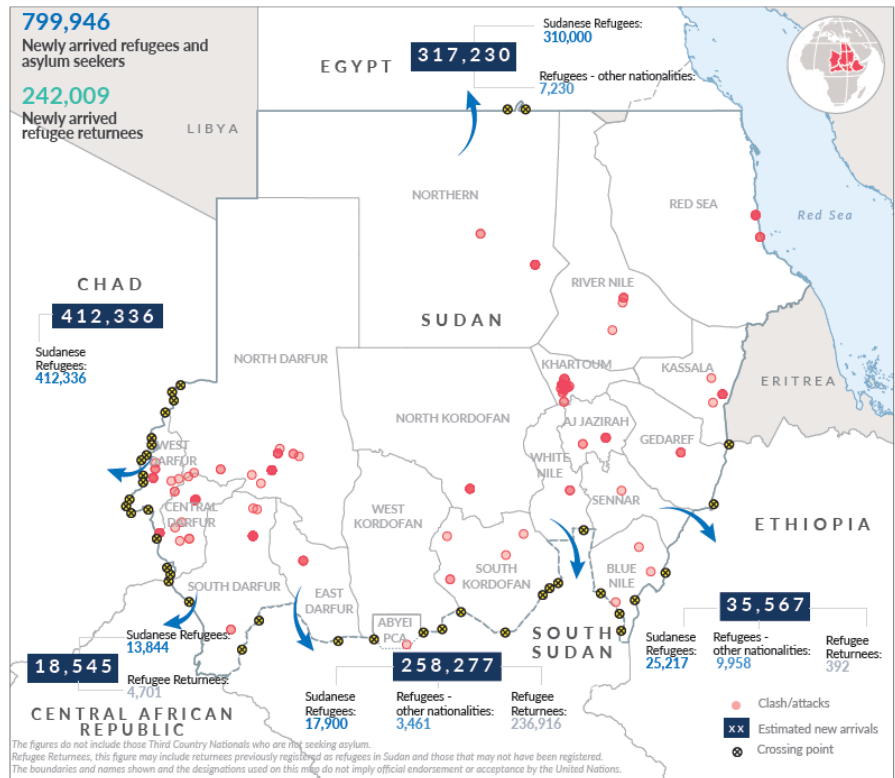 799,946
Newly arrived refugees and
asylum seekers
242,009
Newly arrived
refugee returnees
LIBYA
EGYPT
317,230
Sudanese Refugees:
310,000
Refugees - other nationalities:
7,230
NORTHERN
RED SEA
Red Sea
CHAD
412,336
Sudanese
Refugees:
412,336
SUDAN
RIVER NILE
NORTH DARFUR
KHARTOUM
KASSALA
ERITREA
NORTH KORDOFAN
AJ JAZIRAH
GEDAREF
WEST
DARFUR
WHITE
NILE
SENNAR
CENTRAL
DARFUR
WEST
KORDOFAN
ETHIOPIA
SOUTH
KORDOFAN
BLUE
NILE
SOUTH DARFUR
EAST
DARFUR
ABYEI
PCA
SOUTH
SUDAN
35,567
Sudanese
Refugees:
25,217
Refugees -
other nationalities:
9,958
Refugee
Returnees:
392
Sudanese Refugees:
13,844
18,545
Refugee Returnees:
4,701
CENTRAL AFRICAN
REPUBLIC
258,277
Sudanese
Refugees:
17,900
Refugees -
other nationalities:
3,461
Refugee
Returnees:
236,916
Clash/attacks
xx Estimated new arrivals
Crossing point
The figures do not include those Third Country Nationals who are not seeking asylum.
Refugee Returnees, this figure may include returnees previously registered as refugees in Sudan and those that may not have been registered.
The boundaries and names shown and the designations used on this map do not imply official endorsement or acceptance by the United Nations.